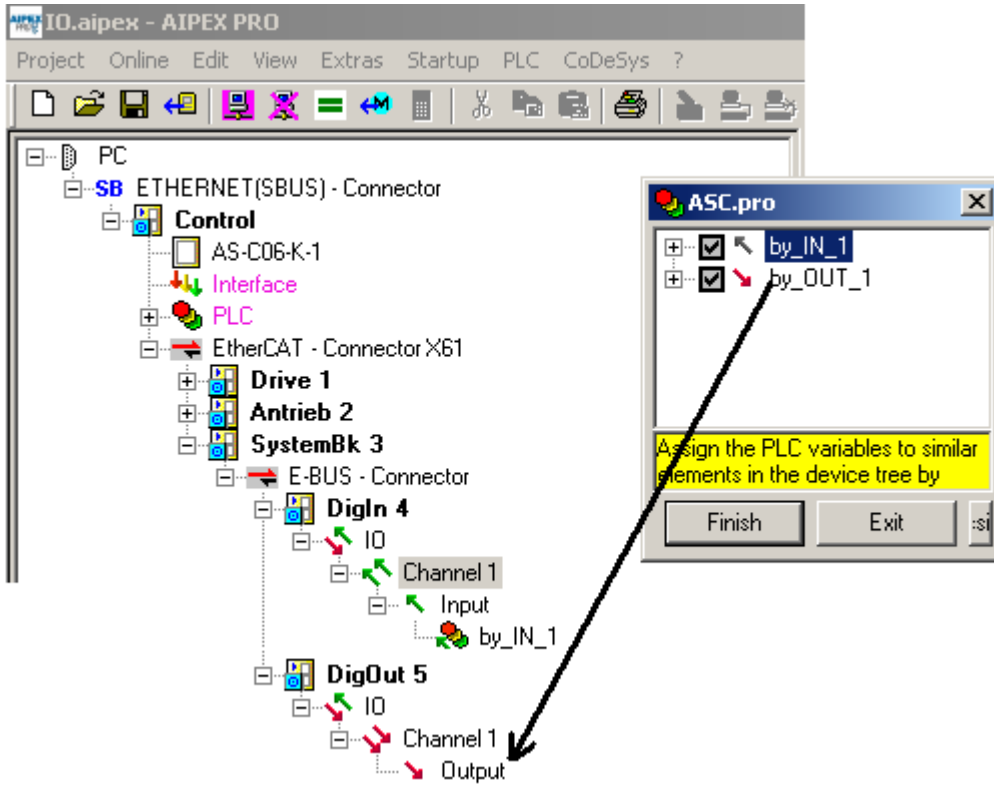 IO.aipex - AIPEX PRO
Project Online Edit View Extras Startup PLC CoDeSys ?
PC
SB ETHERNET(SBUS) - Connector
Control
AS-C06-K-1
Interface
PLC
EtherCAT - Connector X61
Drive 1
Antrieb 2
SystemBk 3
E-BUS - Connector
DigIn 4
IO
Channel 1
Input
by_IN_1
DigOut 5
IO
Channel 1
Output
ASC.pro
by_IN_1
by_OUT_1
Assign the PLC variables to similar
elements in the device tree by
Finish Exit :si